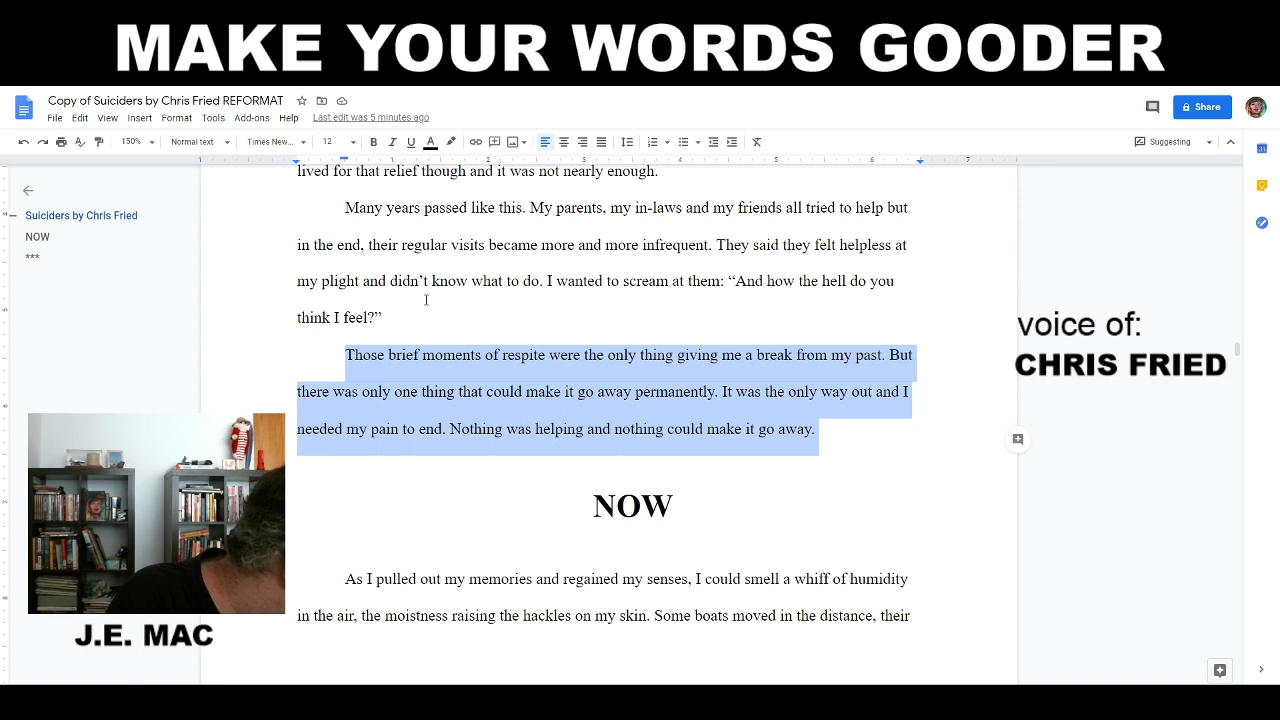 MAKE YOUR WORDS GOODER
Copy of Suiciders by Chris Fried REFORMAT
File Edit View Insert Format Tools Add-ons Help Last edit was 5 minutes ago
Share
150% Normal text Times New... 12 Suggesting
1 1 2 3 4 5 6 7
Suiciders by Chris Fried
NOW
***
lived for that relief though and it was not nearly enough.
Many years passed like this. My parents, my in-laws and my friends all tried to help but
in the end, their regular visits became more and more infrequent. They said they felt helpless at
my plight and didn’t know what to do. I wanted to scream at them: “And how the hell do you
think I feel?”
Those brief moments of respite were the only thing giving me a break from my past. But
there was only one thing that could make it go away permanently. It was the only way out and I
needed my pain to end. Nothing was helping and nothing could make it go away.
NOW
As I pulled out my memories and regained my senses, I could smell a whiff of humidity
in the air, the moistness raising the hackles on my skin. Some boats moved in the distance, their
voice of:
CHRIS FRIED
J.E. MAC